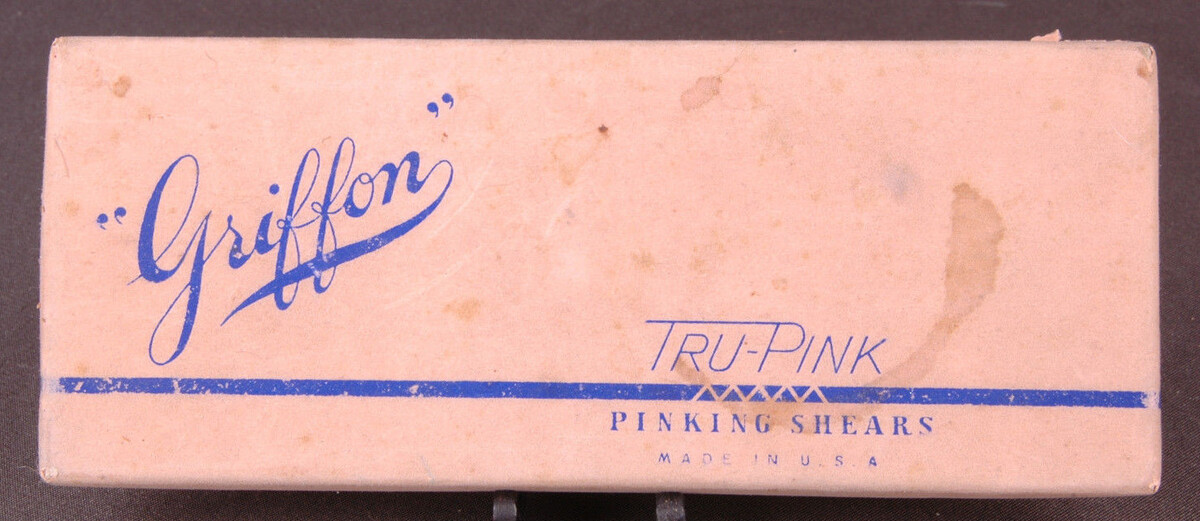 "Griffon"
TRU-PINK
PINKING SHEARS
MADE IN U.S.A